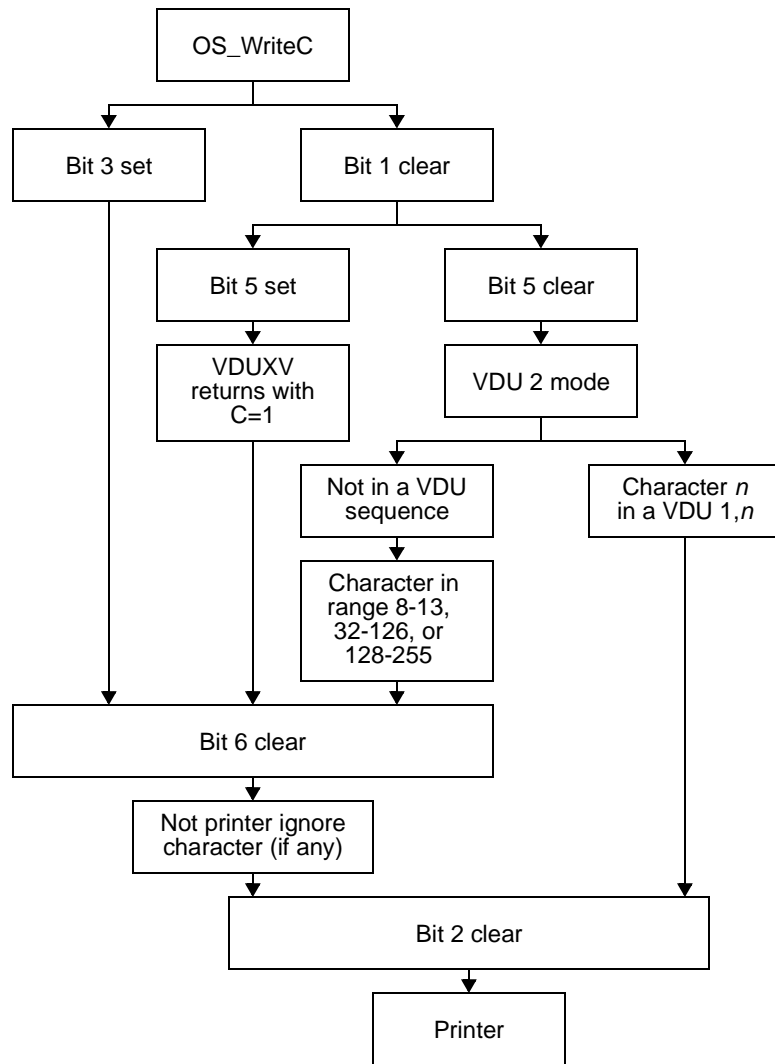 OS_WriteC
Bit 3 set
Bit 1 clear
Bit 5 set
Bit 5 clear
VDUXV
returns with
C=1
VDU 2 mode
Not in a VDU
sequence
Character n
in a VDU 1,n
Character in
range 8-13,
32-126, or
128-255
Bit 6 clear
Not printer ignore
character (if any)
Bit 2 clear
Printer